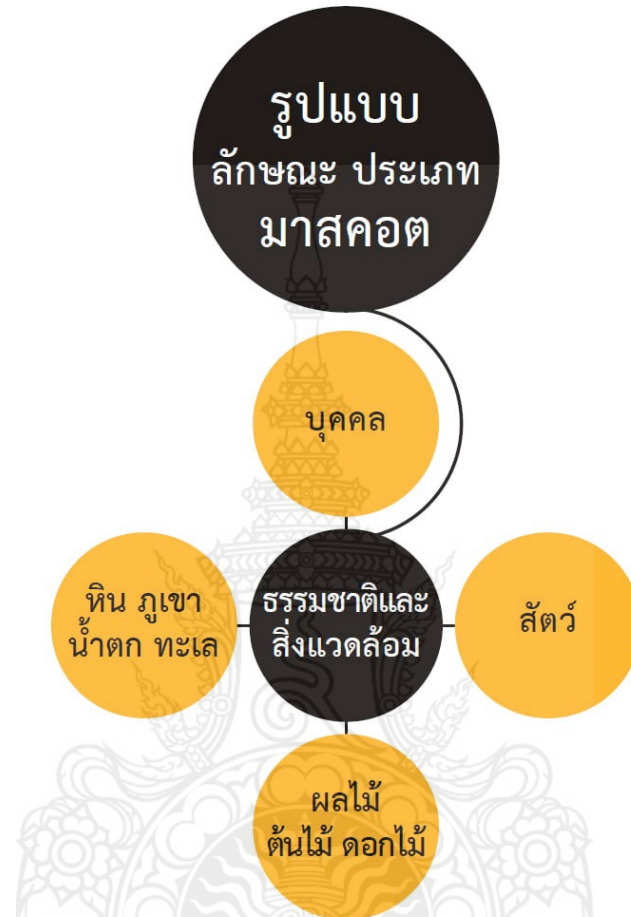 รูปแบบ
ลักษณะ ประเภท
มาสคอต
บุคคล
หิน ภูเขา
น้ำตก ทะเล
ธรรมชาติและ
สิ่งแวดล้อม
สัตว์
ผลไม้
ต้นไม้ ดอกไม้